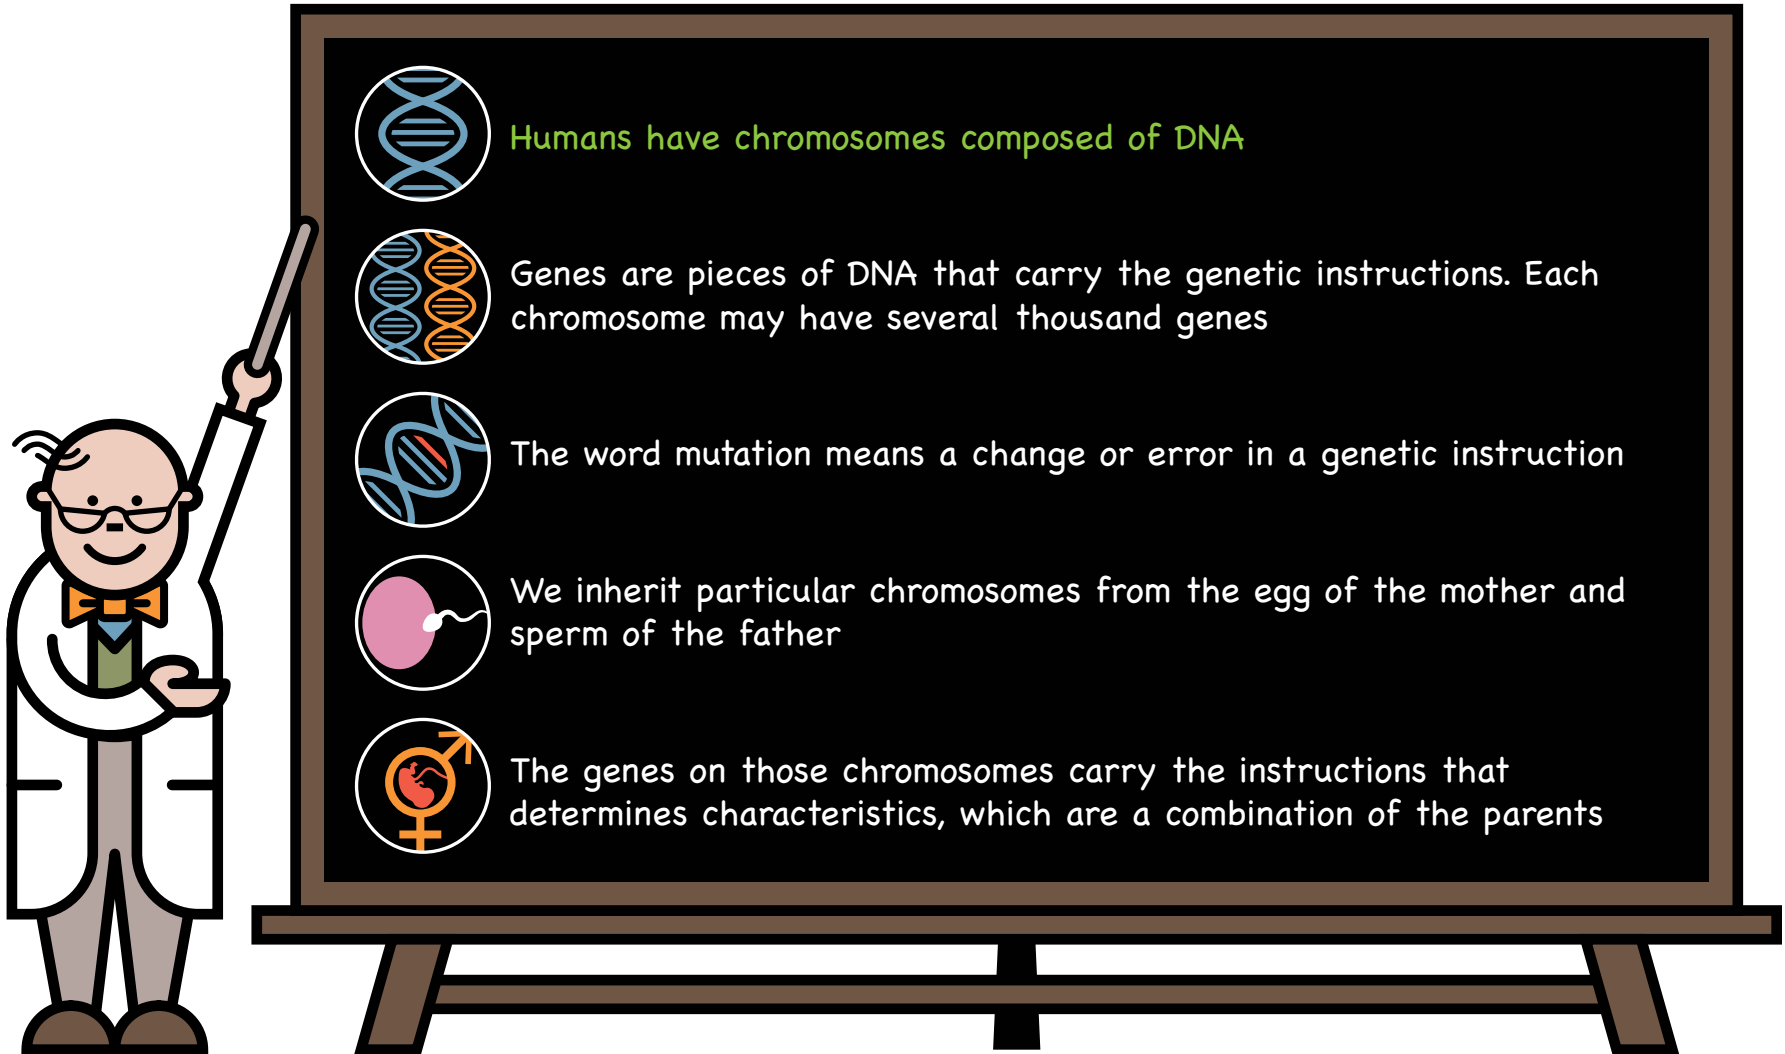 Humans have chromosomes composed of DNA
Genes are pieces of DNA that carry the genetic instructions. Each
chromosome may have several thousand genes
The word mutation means a change or error in a genetic instruction
We inherit particular chromosomes from the egg of the mother and
sperm of the father
The genes on those chromosomes carry the instructions that
determines characteristics, which are a combination of the parents